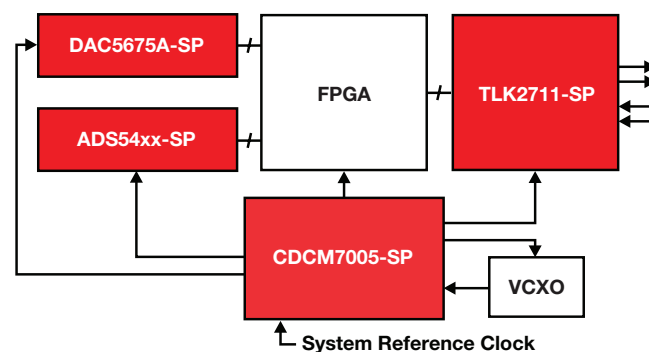 DAC5675A-SP
FPGA
TLK2711-SP
ADS54xx-SP
CDCM7005-SP
VCXO
System Reference Clock